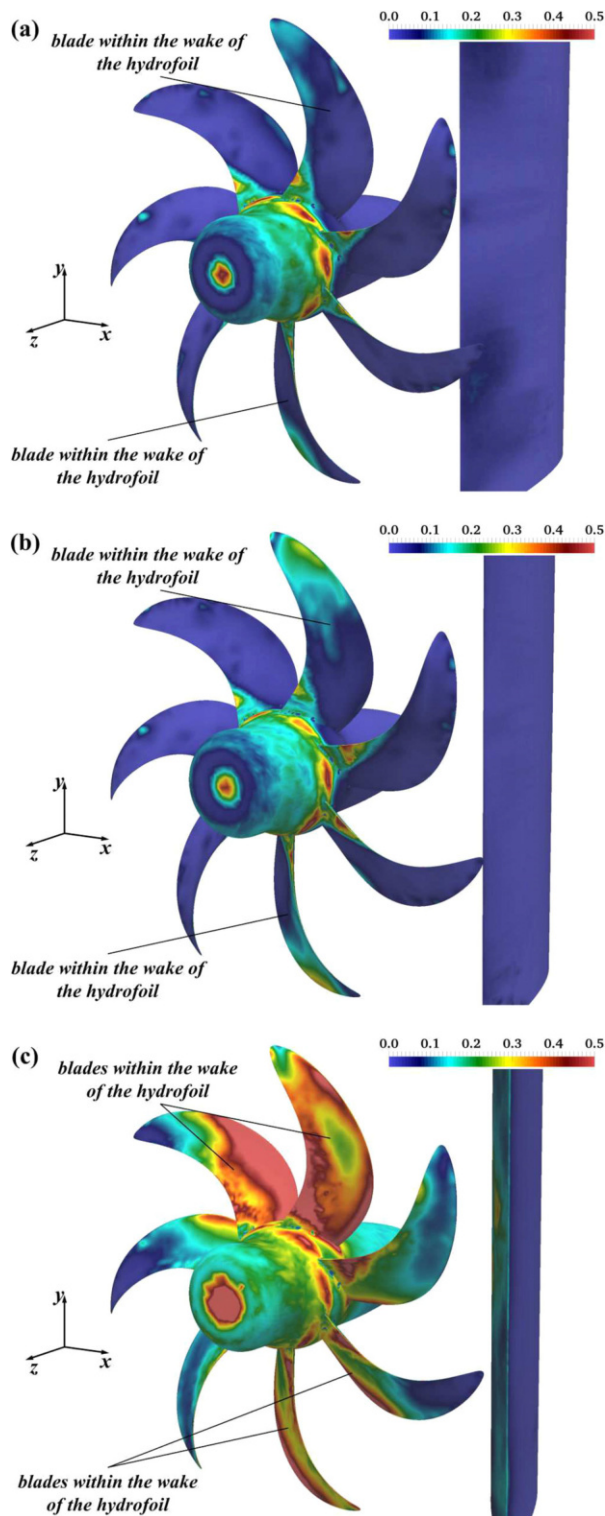 (a)
0.0 0.1 0.2 0.3 0.4 0.5
blade within the wake of
the hydrofoil
y
z x
blade within the wake of
the hydrofoil
(b)
0.0 0.1 0.2 0.3 0.4 0.5
blade within the wake of
the hydrofoil
y
z x
blade within the wake of
the hydrofoil
(c)
0.0 0.1 0.2 0.3 0.4 0.5
blades within the wake
of the hydrofoil
y
z x
blades within the wake
of the hydrofoil